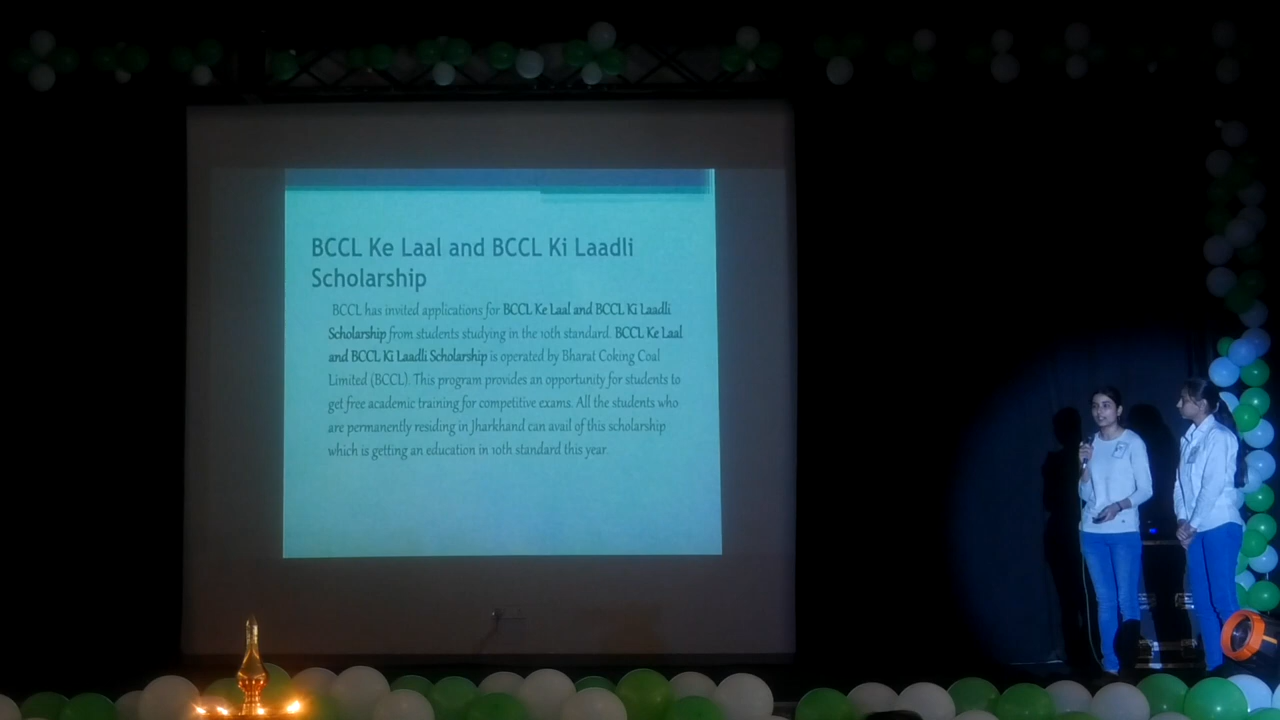 BCCL Ke Laal and BCCL Ki Laadli
Scholarship
BCCL has invited applications for BCCL Ke Laal and BCCL Ki Laadli
Scholarship from students studying in the 10th standard. BCCL Ke Laal
and BCCL Ki Laadli Scholarship is operated by Bharat Coking Coal
Limited (BCCL). This program provides an opportunity for students to
get free academic training for competitive exams. All the students who
are permanently residing in Jharkhand can avail of this scholarship
which is getting an education in 10th standard this year.